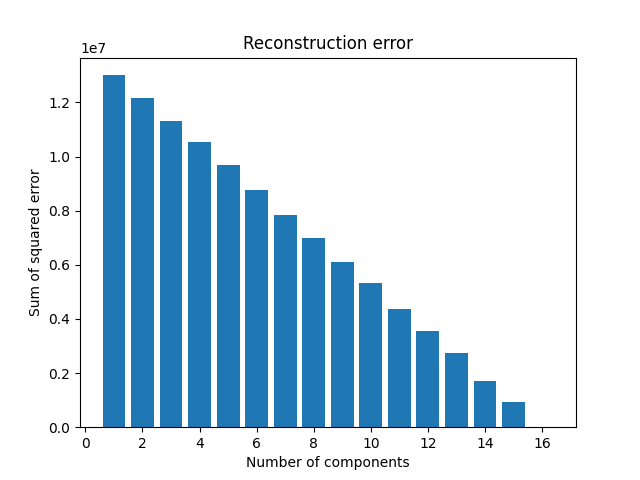 Reconstruction error
1e7
1.2
1.0
0.8
0.6
0.4
0.2
0.0
Sum of squared error
0 2 4 6 8 10 12 14 16
Number of components